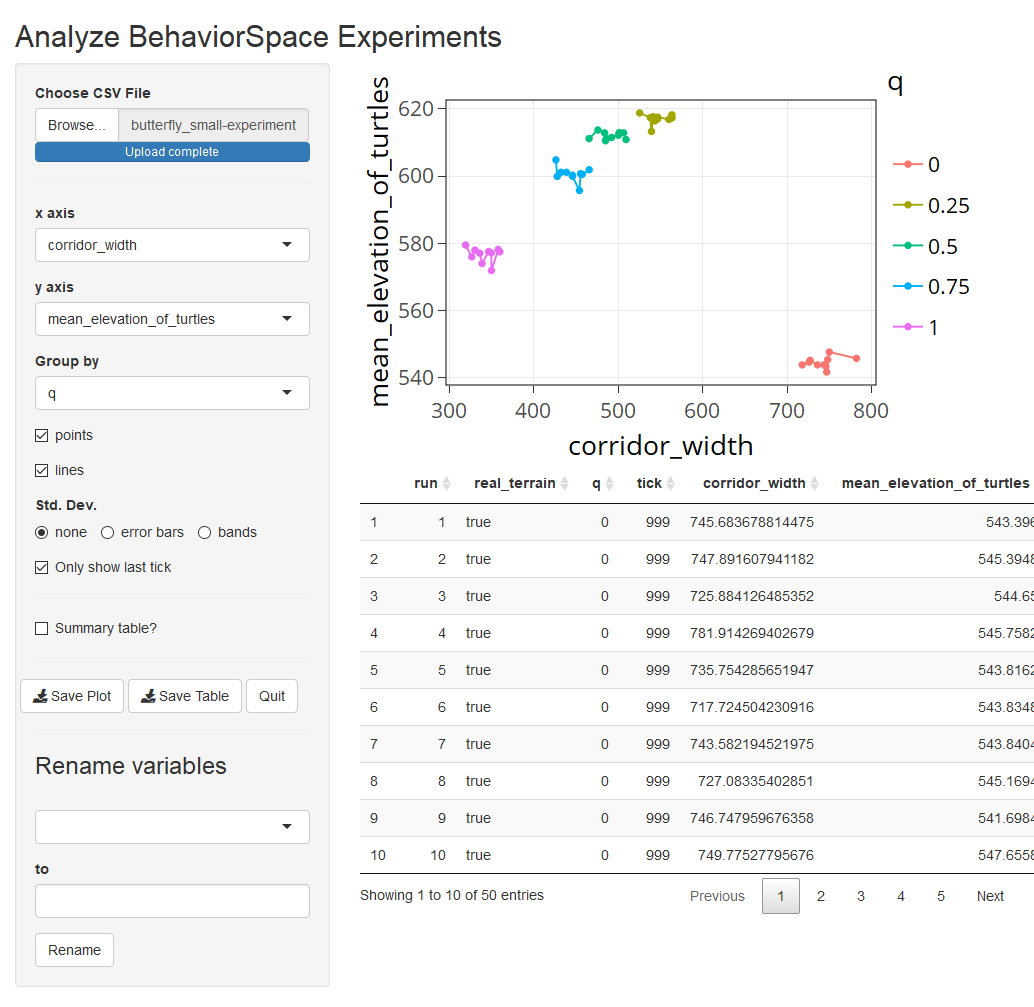 Analyze BehaviorSpace Experiments
Choose CSV File
Browse... butterfly_small-experiment
Upload complete
x axis
corridor_width
y axis
mean_elevation_of_turtles
Group by
q
points
lines
Std. Dev.
none error bars bands
Only show last tick
Summary table?
Save Plot Save Table Quit
Rename variables
to
Rename
mean_elevation_of_turtles
620
600
580
560
540
300 400 500 600 700 800
corridor_width
q
0
0.25
0.5
0.75
1
run real_terrain q tick corridor_width mean_elevation_of_turtles
1 1 true 0 999 745.683678814475 543.396
2 2 true 0 999 747.891607941182 545.3948
3 3 true 0 999 725.884126485352 544.65
4 4 true 0 999 781.914269402679 545.7582
5 5 true 0 999 735.754285651947 543.8162
6 6 true 0 999 717.724504230916 543.8348
7 7 true 0 999 743.582194521975 543.8404
8 8 true 0 999 727.08335402851 545.1694
9 9 true 0 999 746.747959676358 541.6984
10 10 true 0 999 749.77527795676 547.6558
Showing 1 to 10 of 50 entries Previous 1 2 3 4 5 Next